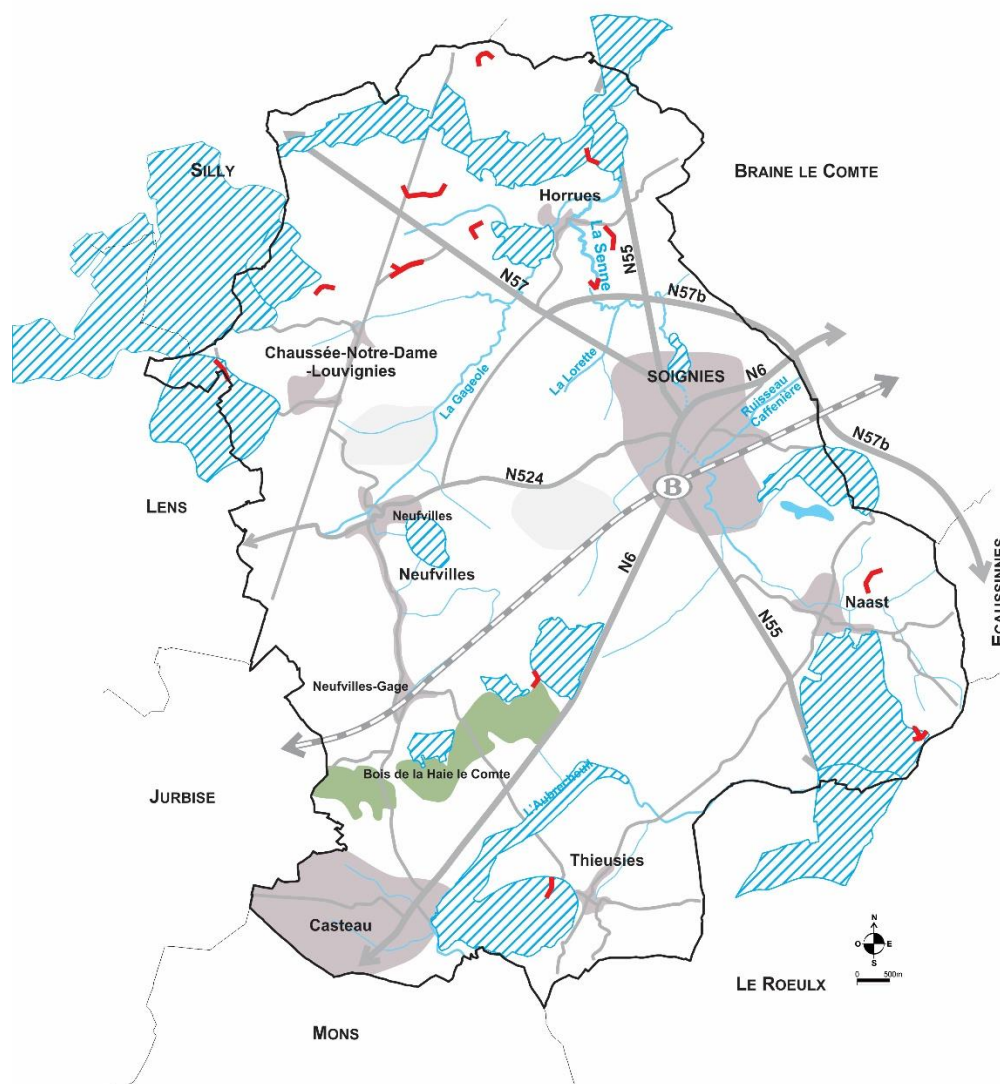 SILLY
BRAINE LE COMTE
Horrues
La Senne
N55
N57
N57b
Chaussée-Notre-Dame
-Louvignies
La Gageole
La Lorette
SOIGNIES
N6
Ruisseau
Caffenière
N57b
N524
B
LENS
Neufvilles
Neufvilles
N6
N55
Naast
ECAUSSINNES
Neufvilles-Gage
Bois de la Haie le Comte
JURBISE
L'Aubrecheuil
Thieusies
Casteau
N
O
E
S
0
500m
LE ROEULX
MONS